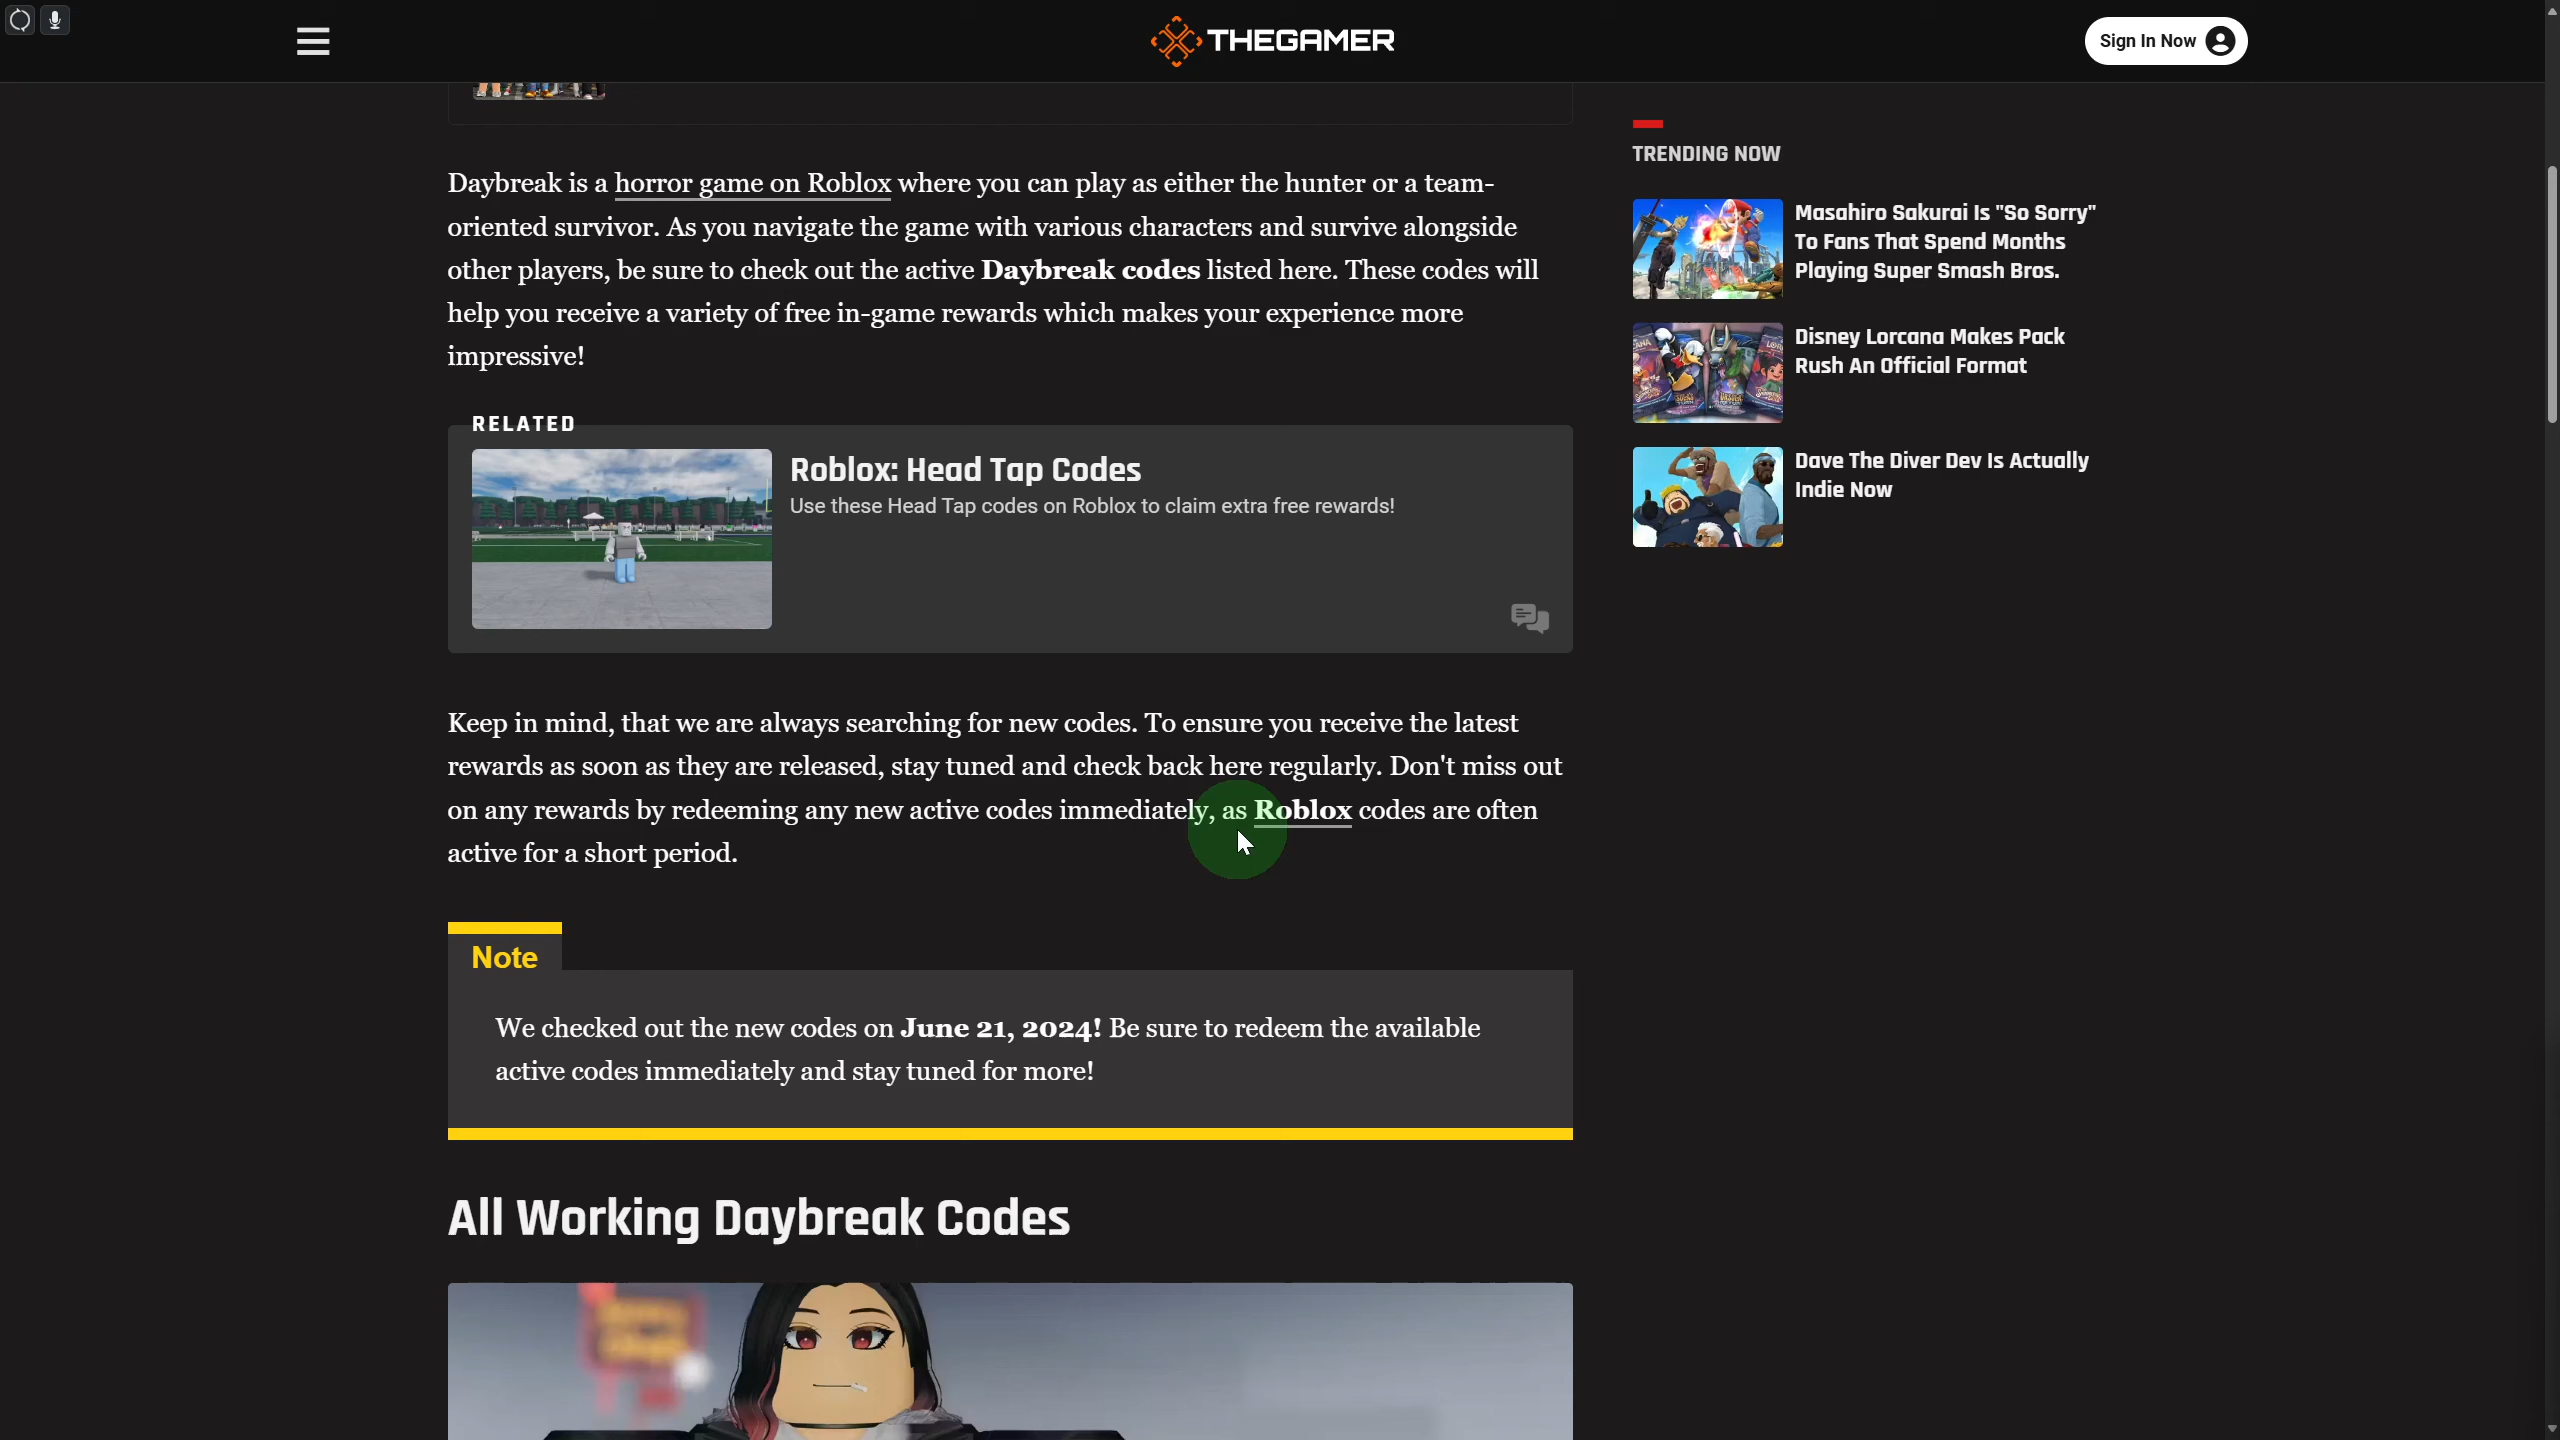 THEGAMER
Sign In Now
Daybreak is a horror game on Roblox where you can play as either the hunter or a team-
oriented survivor. As you navigate the game with various characters and survive alongside
other players, be sure to check out the active Daybreak codes listed here. These codes will
help you receive a variety of free in-game rewards which makes your experience more
impressive!
RELATED
Roblox: Head Tap Codes
Use these Head Tap codes on Roblox to claim extra free rewards!
Keep in mind, that we are always searching for new codes. To ensure you receive the latest
rewards as soon as they are released, stay tuned and check back here regularly. Don't miss out
on any rewards by redeeming any new active codes immediately, as Roblox codes are often
active for a short period.
Note
We checked out the new codes on June 21, 2024! Be sure to redeem the available
active codes immediately and stay tuned for more!
All Working Daybreak Codes
TRENDING NOW
Masahiro Sakurai Is "So Sorry"
To Fans That Spend Months
Playing Super Smash Bros.
Disney Lorcana Makes Pack
Rush An Official Format
Dave The Diver Dev Is Actually
Indie Now